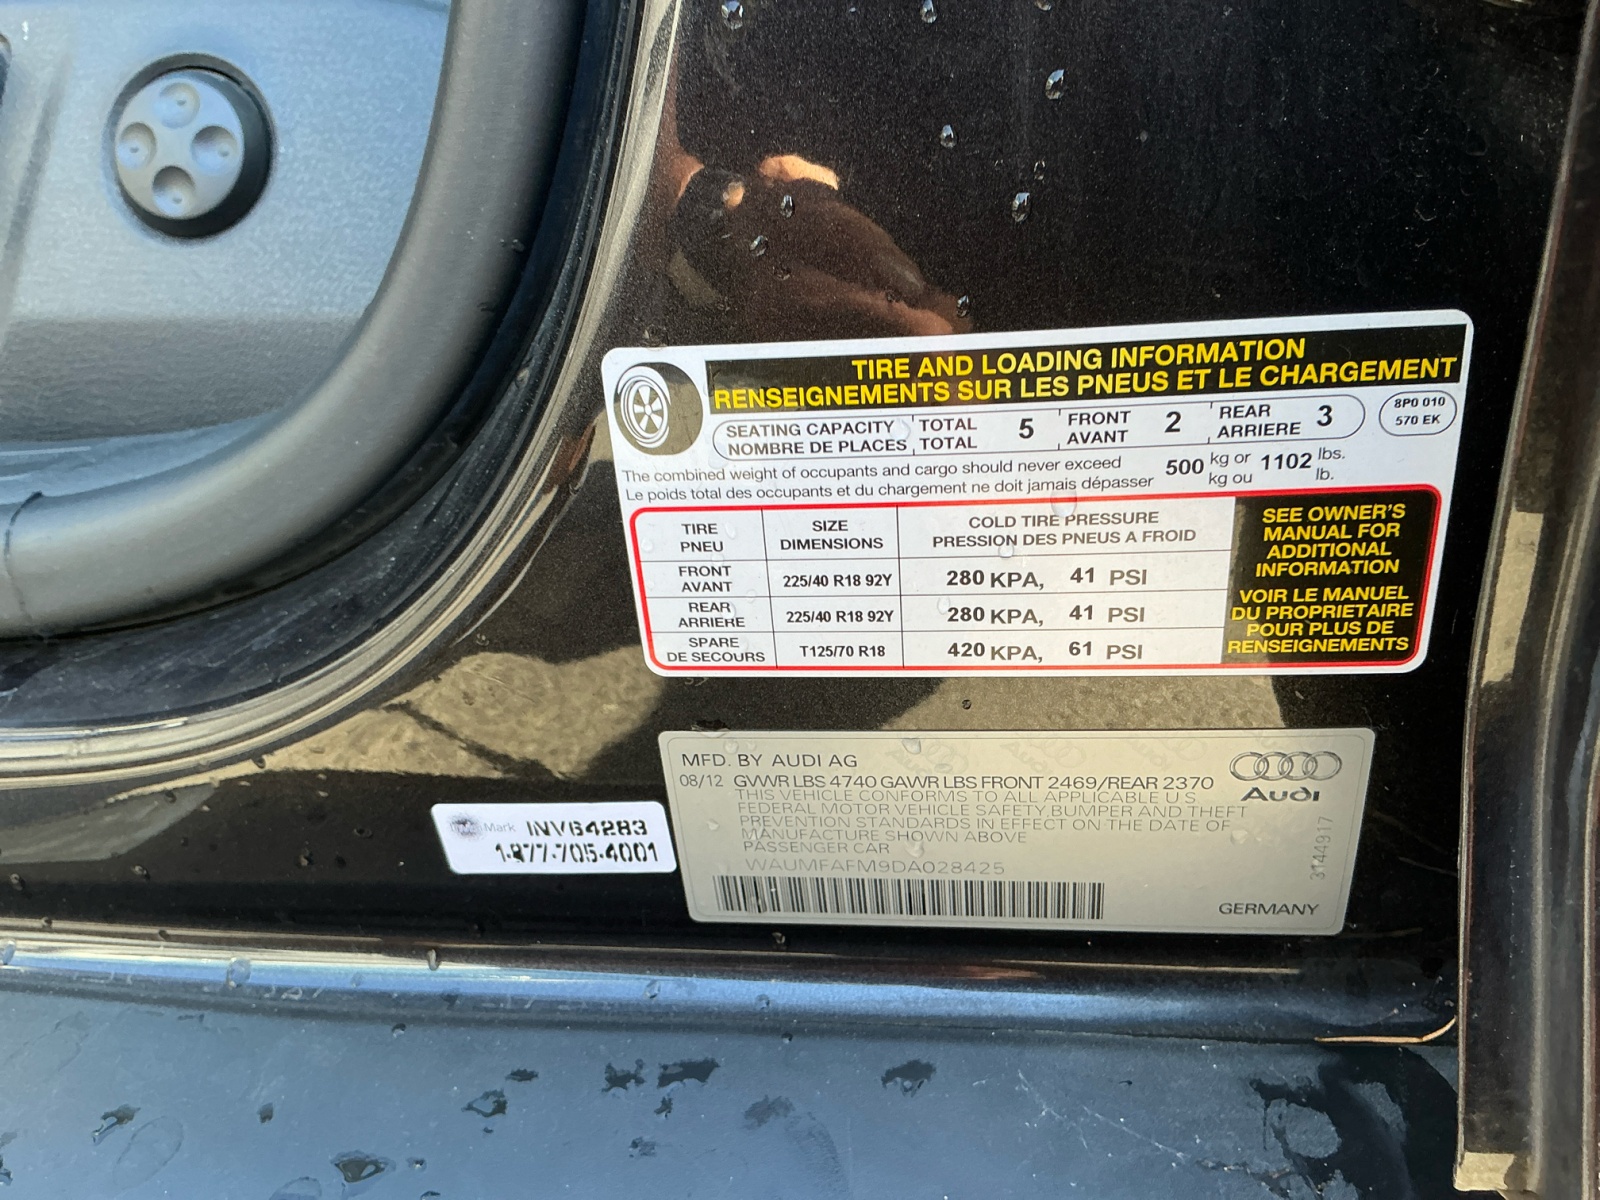 TIRE AND LOADING INFORMATION
RENSEIGNEMENTS SUR LES PNEUS ET LE CHARGEMENT
SEATING CAPACITY TOTAL 5 FRONT 2 REAR 3
NOMBRE DE PLACES TOTAL AVANT ARRIERE
8P0 010
570 EK
The combined weight of occupants and cargo should never exceed 500 kg or 1102 lbs.
Le poids total des occupants et du chargement ne doit jamais dépasser kg ou lb.
TIRE SIZE COLD TIRE PRESSURE
PNEU DIMENSIONS PRESSION DES PNEUS A FROID
FRONT
AVANT 225/40 R18 92Y 280 KPA, 41 PSI
REAR
ARRIERE 225/40 R18 92Y 280 KPA, 41 PSI
SPARE
DE SECOURS T125/70 R18 420 KPA, 61 PSI
SEE OWNER'S
MANUAL FOR
ADDITIONAL
INFORMATION
VOIR LE MANUEL
DU PROPRIETAIRE
POUR PLUS DE
RENSEIGNEMENTS
MFD. BY AUDI AG
08/12 GVWR LBS 4740 GAWR LBS FRONT 2469/REAR 2370
THIS VEHICLE CONFORMS TO ALL APPLICABLE U S
FEDERAL MOTOR VEHICLE SAFETY,BUMPER AND THEFT
PREVENTION STANDARDS IN EFFECT ON THE DATE OF
MANUFACTURE SHOWN ABOVE
PASSENGER CAR
WAUMFAFM9DA028425
Audi
3144917
GERMANY
Mark INV64283
1-877-705-4001